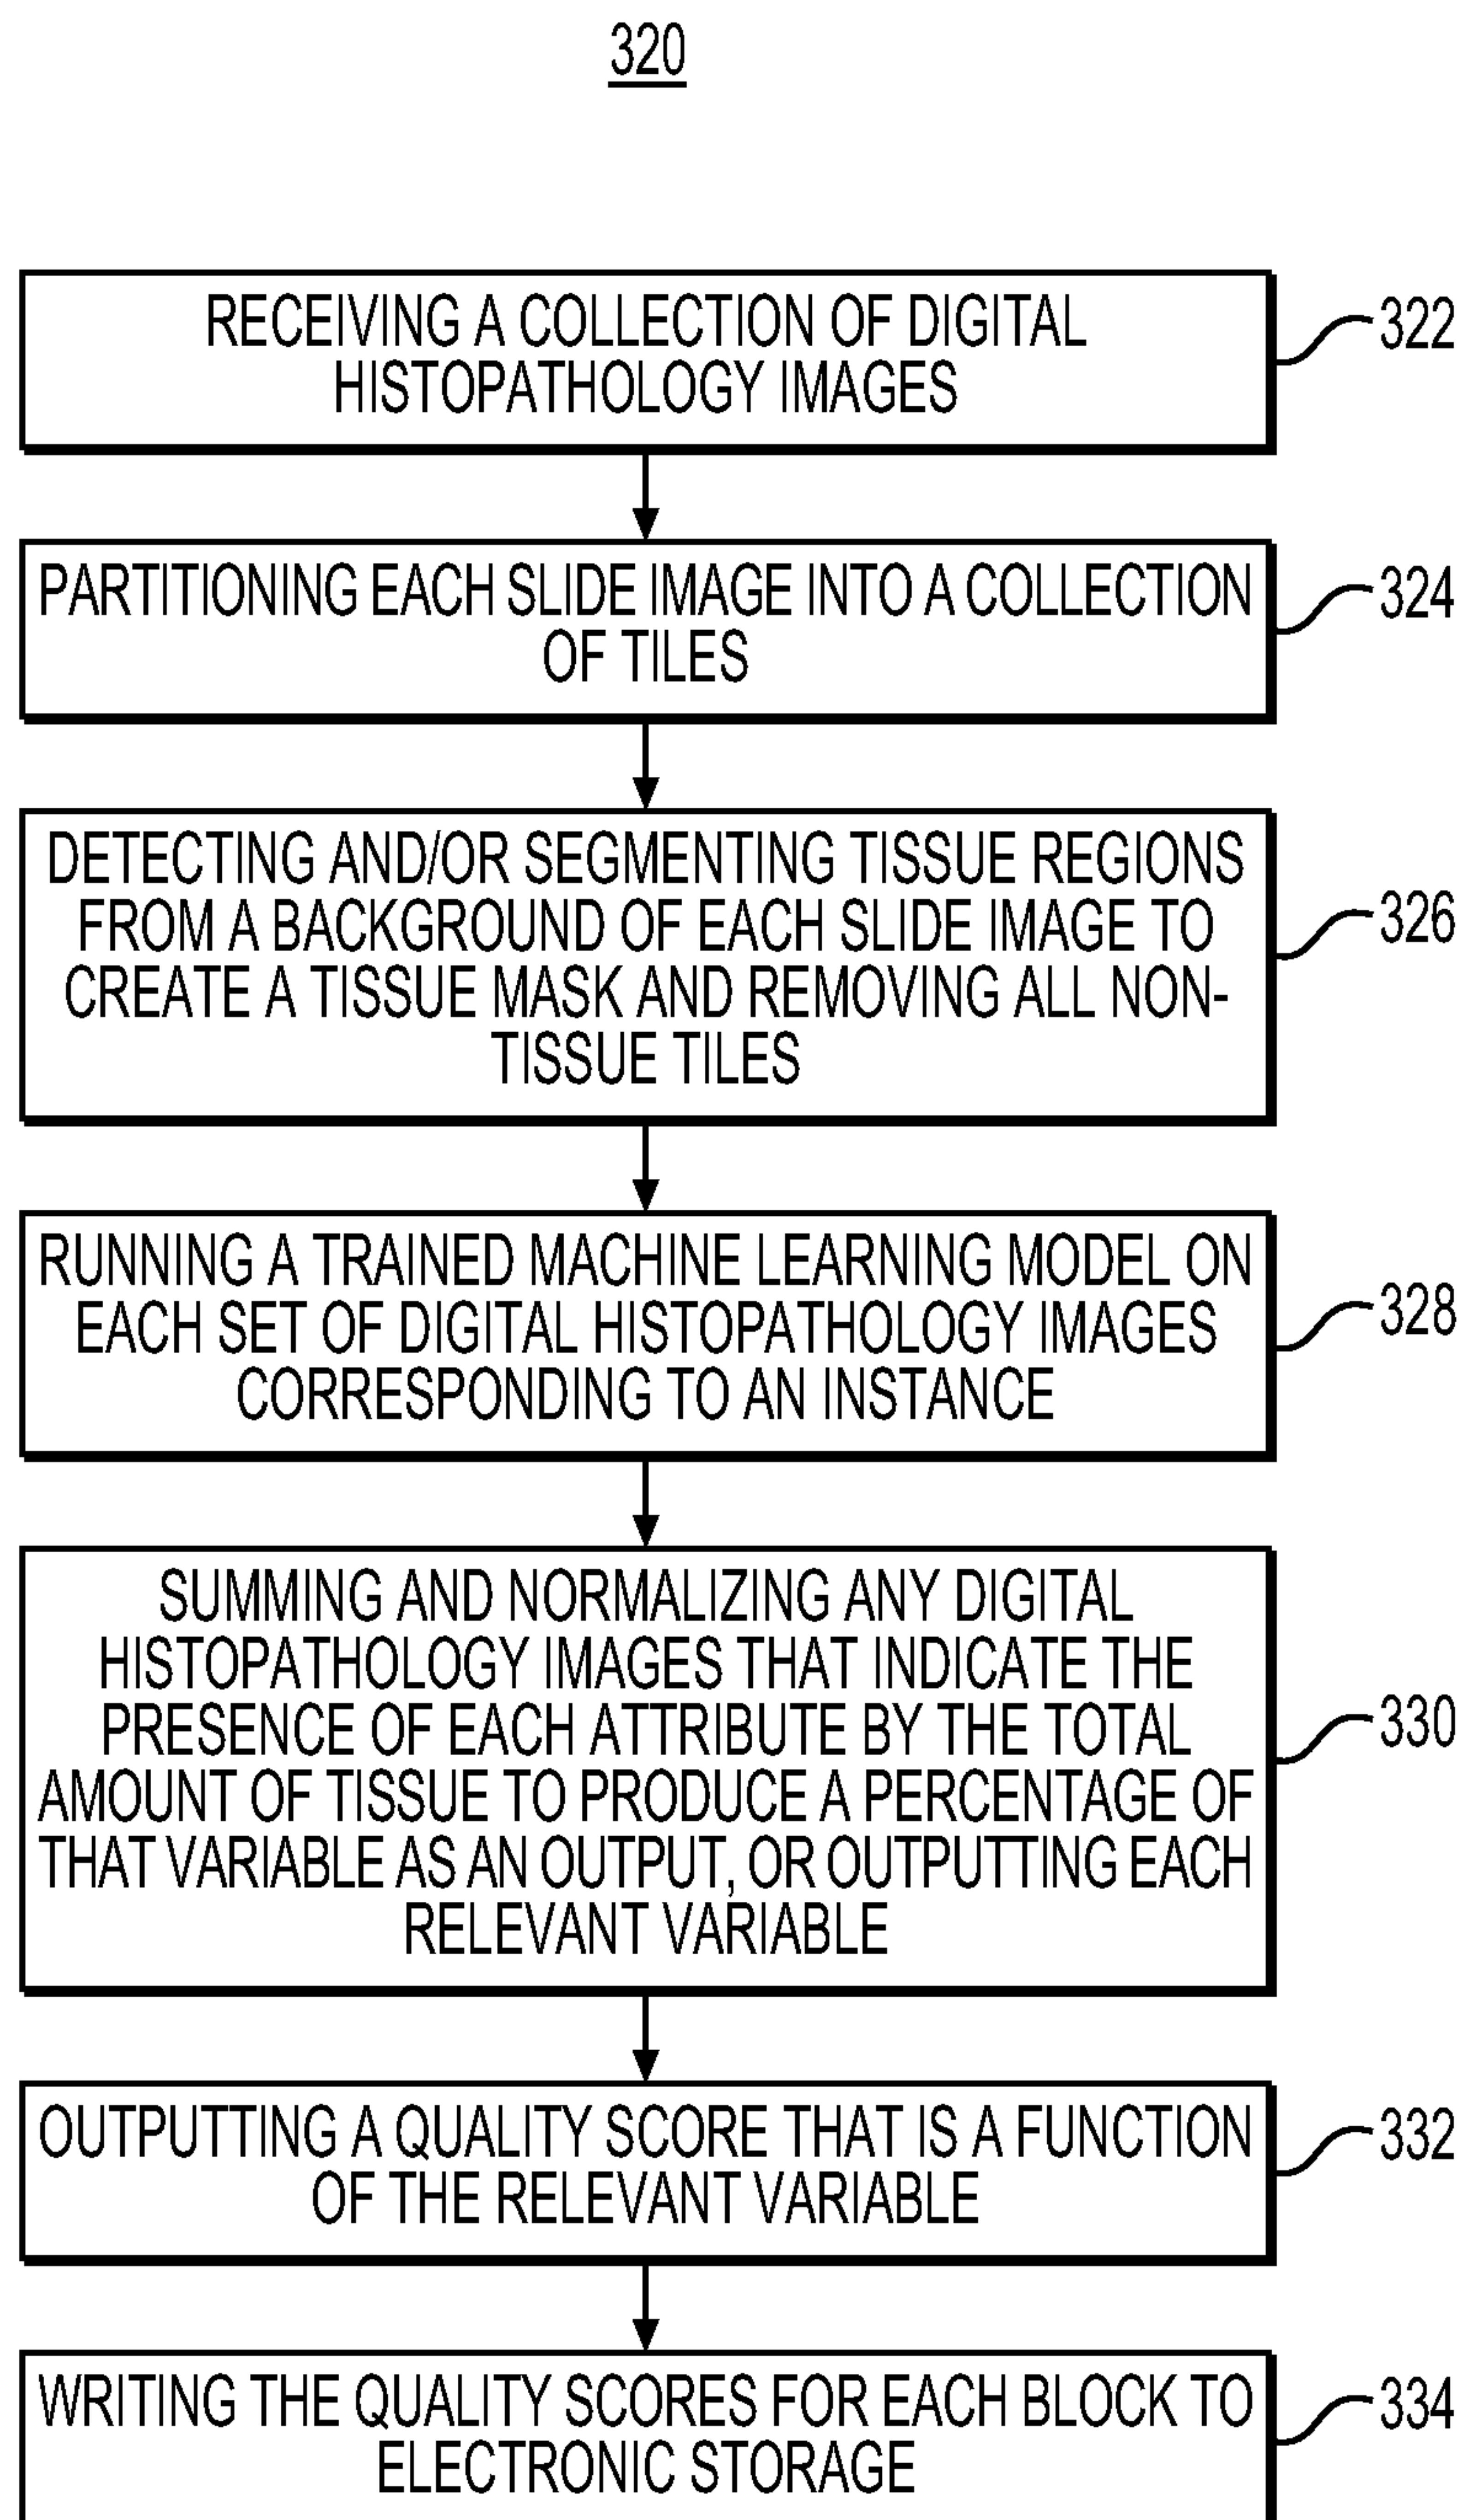 320
RECEIVING A COLLECTION OF DIGITAL
HISTOPATHOLOGY IMAGES
322
PARTITIONING EACH SLIDE IMAGE INTO A COLLECTION
OF TILES
324
DETECTING AND/OR SEGMENTING TISSUE REGIONS
FROM A BACKGROUND OF EACH SLIDE IMAGE TO
CREATE A TISSUE MASK AND REMOVING ALL NON-
TISSUE TILES
326
RUNNING A TRAINED MACHINE LEARNING MODEL ON
EACH SET OF DIGITAL HISTOPATHOLOGY IMAGES
CORRESPONDING TO AN INSTANCE
328
SUMMING AND NORMALIZING ANY DIGITAL
HISTOPATHOLOGY IMAGES THAT INDICATE THE
PRESENCE OF EACH ATTRIBUTE BY THE TOTAL
AMOUNT OF TISSUE TO PRODUCE A PERCENTAGE OF
THAT VARIABLE AS AN OUTPUT, OR OUTPUTTING EACH
RELEVANT VARIABLE
330
OUTPUTTING A QUALITY SCORE THAT IS A FUNCTION
OF THE RELEVANT VARIABLE
332
WRITING THE QUALITY SCORES FOR EACH BLOCK TO
ELECTRONIC STORAGE
334